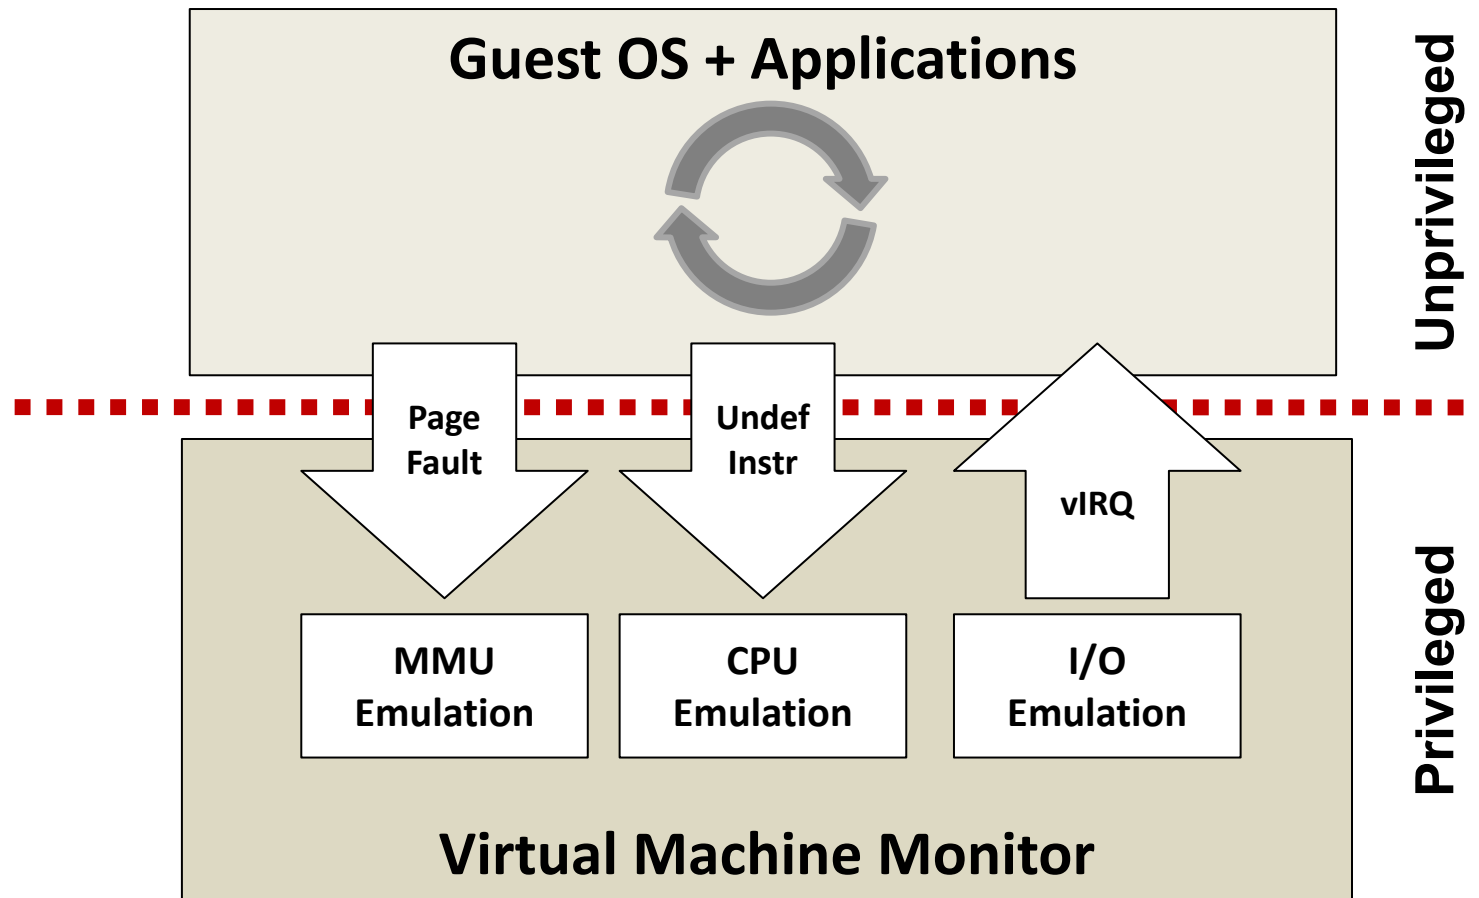 Guest OS + Applications
Unprivileged
Page
Fault
Undef
Instr
vIRQ
MMU
Emulation
CPU
Emulation
I/O
Emulation
Privileged
Virtual Machine Monitor